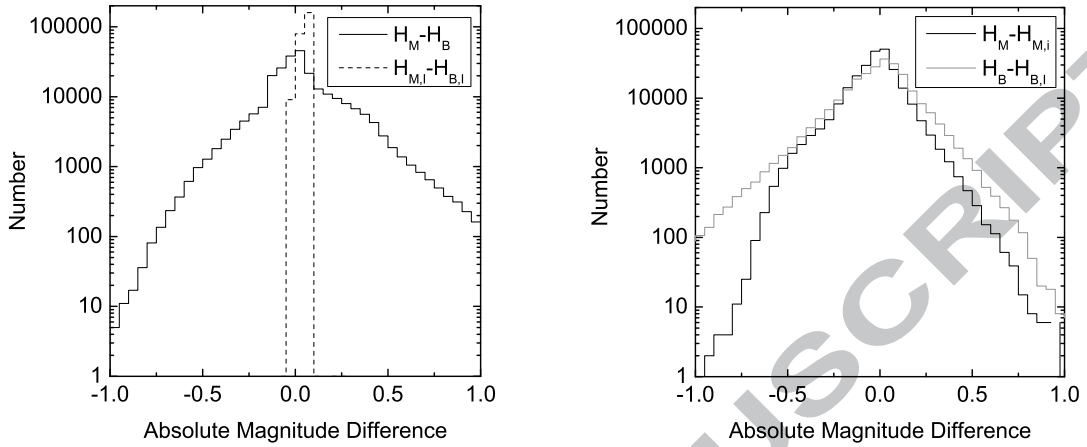 100000
10000
1000
100
10
1
Number
-1.0 -0.5 0.0 0.5 1.0
Absolute Magnitude Difference
H_M-H_B
H_M,I-H_B,I
100000
10000
1000
100
10
1
Number
-1.0 -0.5 0.0 0.5 1.0
Absolute Magnitude Difference
H_M-H_M,i
H_B-H_B,I
USCRIPT